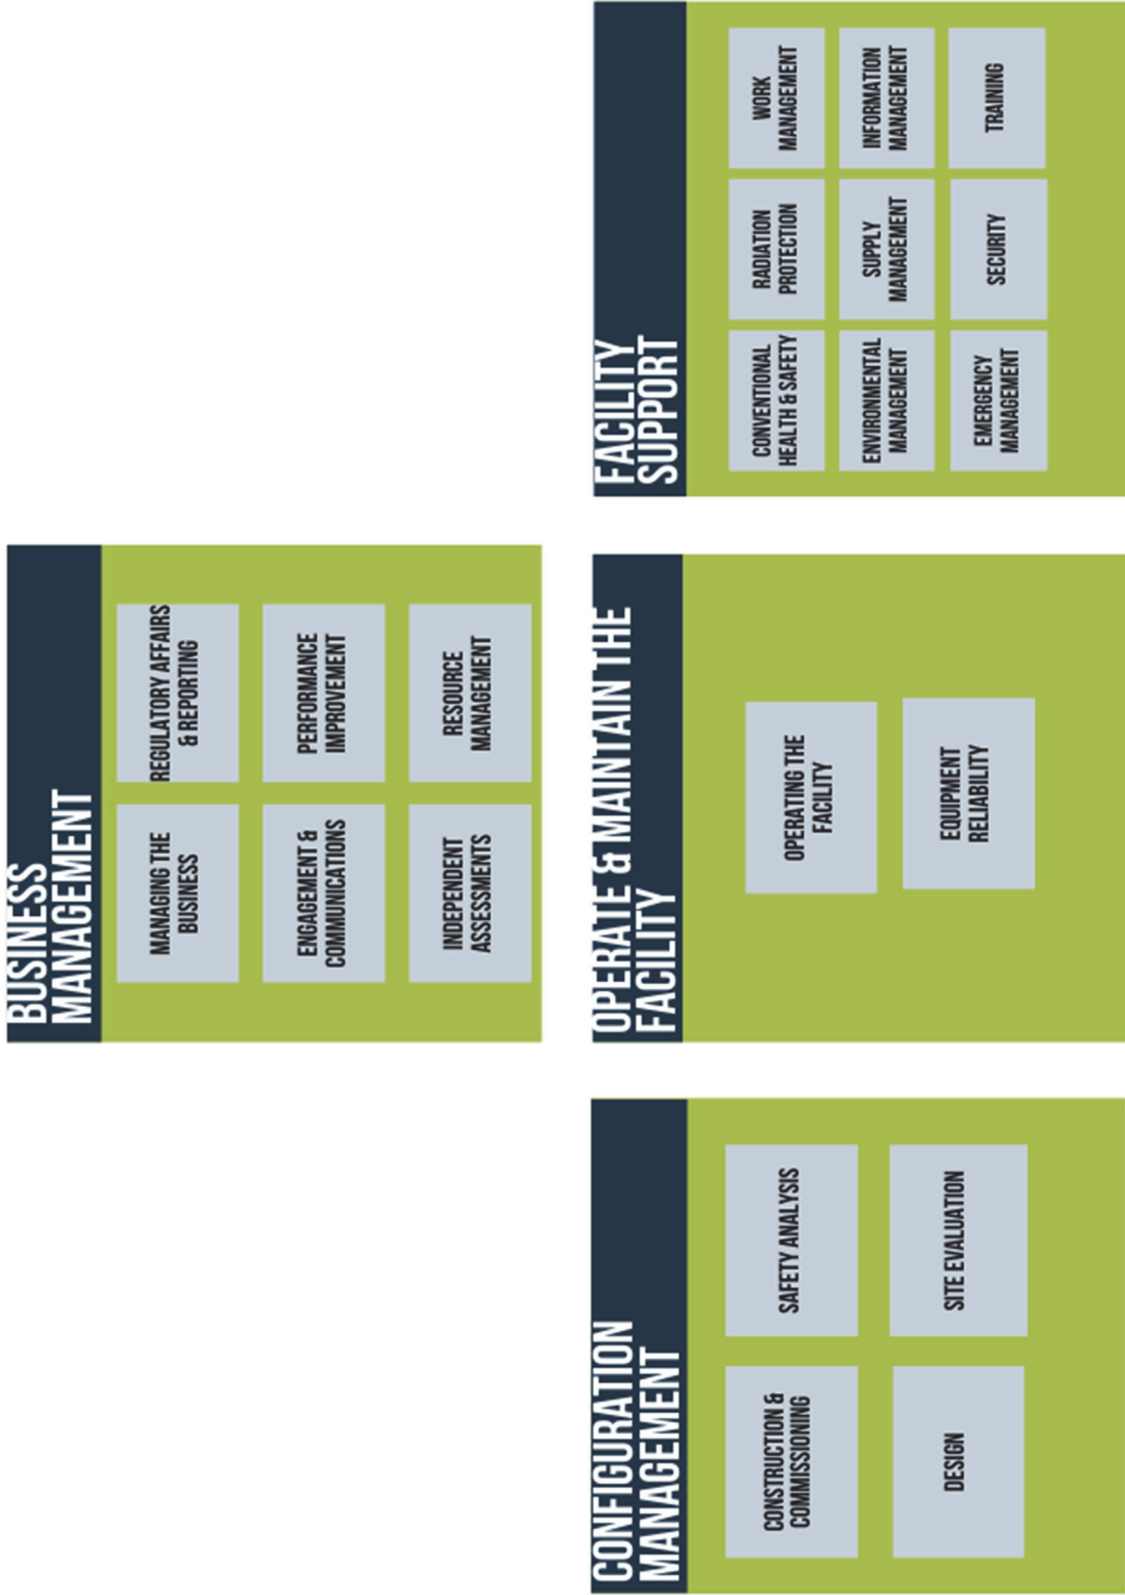 BUSINESS
MANAGEMENT
MANAGING THE
BUSINESS
REGULATORY AFFAIRS
& REPORTING
ENGAGEMENT &
COMMUNICATIONS
PERFORMANCE
IMPROVEMENT
INDEPENDENT
ASSESSMENTS
RESOURCE
MANAGEMENT
CONFIGURATION
MANAGEMENT
CONSTRUCTION &
COMMISSIONING
SAFETY ANALYSIS
DESIGN
SITE EVALUATION
OPERATE & MAINTAIN THE
FACILITY
OPERATING THE
FACILITY
EQUIPMENT
RELIABILITY
FACILITY
SUPPORT
CONVENTIONAL
HEALTH & SAFETY
RADIATION
PROTECTION
WORK
MANAGEMENT
ENVIRONMENTAL
MANAGEMENT
SUPPLY
MANAGEMENT
INFORMATION
MANAGEMENT
EMERGENCY
MANAGEMENT
SECURITY
TRAINING